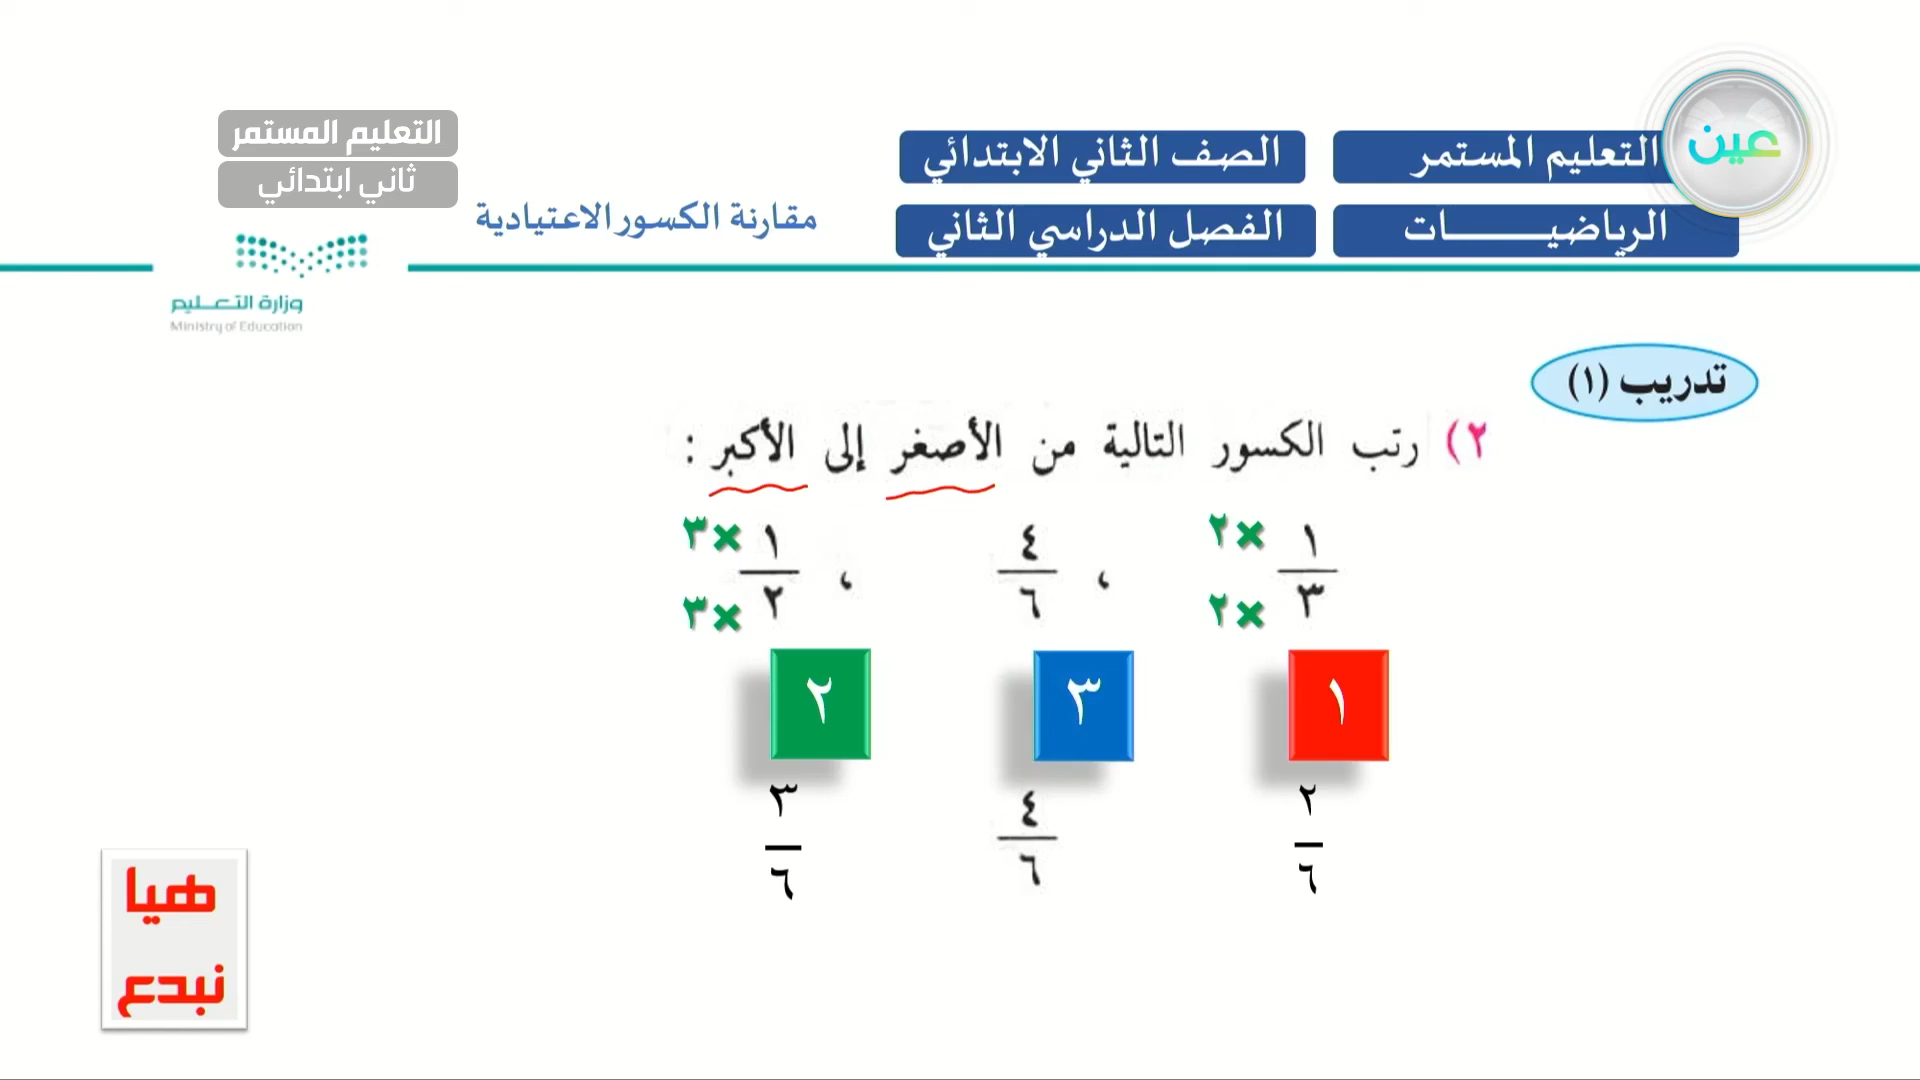 عين
التعليم المستمر
الصف الثاني الابتدائي
التعليم المستمر
ثاني ابتدائي
الرياضيـــــــات
الفصل الدراسي الثاني
مقارنة الكسور الاعتيادية
وزارة التعـــليم
Ministry of Education
تدريب (١)
٢) رتب الكسور التالية من الأصغر إلى الأكبر :
١ ×٢ ٤ ١ ×٣
، ،
٣ ×٢ ٦ ٢ ×٣
١ ٣ ٢
٢ ٤ ٣
٦ ٦ ٦
هيا
نبدع